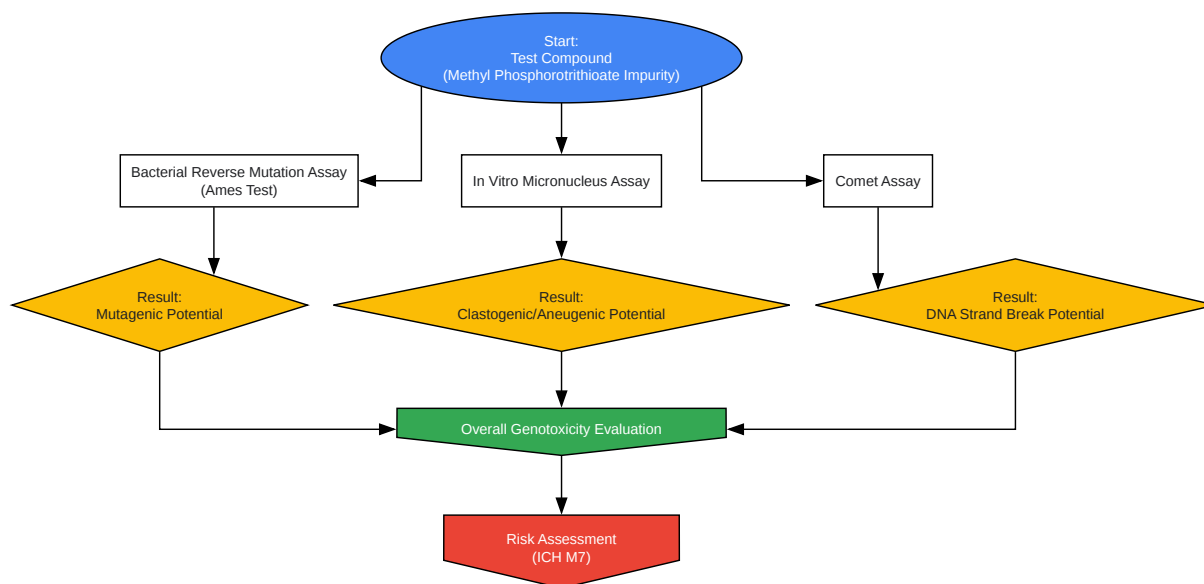 Start:
Test Compound
(Methyl Phosphorotrithioate Impurity)
Bacterial Reverse Mutation Assay
(Ames Test)
In Vitro Micronucleus Assay
Comet Assay
Result:
Mutagenic Potential
Result:
Clastogenic/Aneugenic Potential
Result:
DNA Strand Break Potential
Overall Genotoxicity Evaluation
Risk Assessment
(ICH M7)